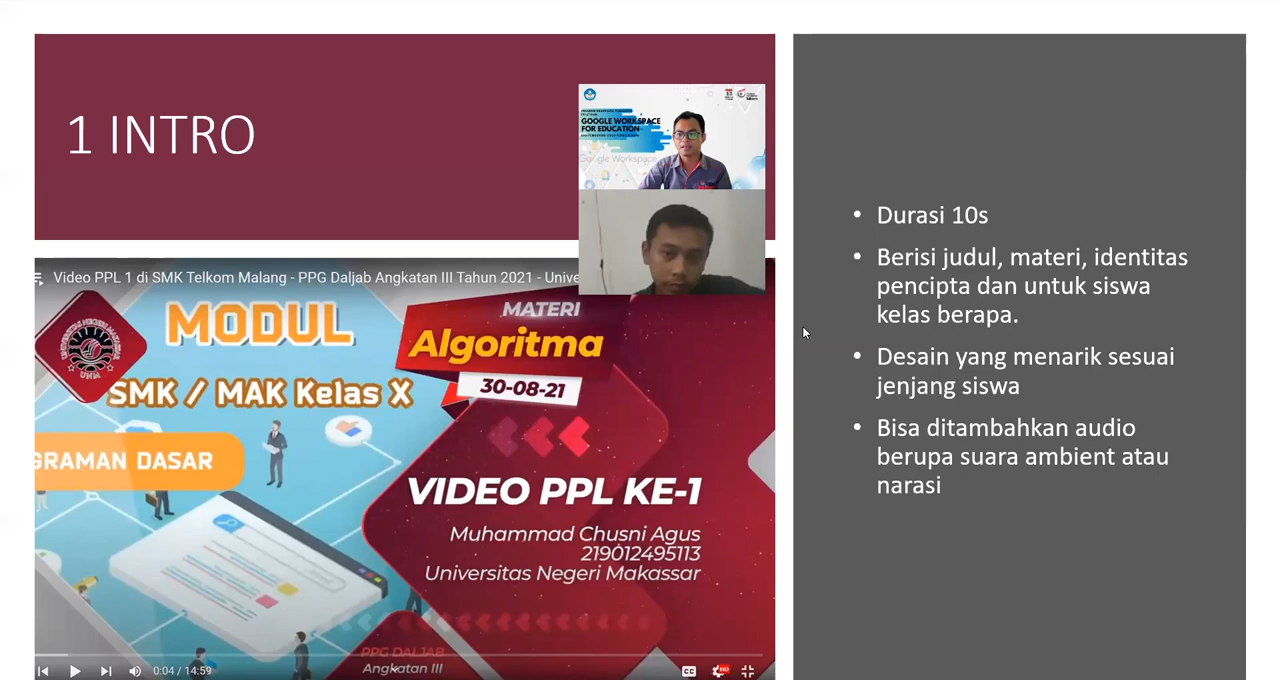 1 INTRO
GOOGLE WORKSPACE
FOR EDUCATION
Google Workspace
Video PPL 1 di SMK Telkom Malang - PPG Daljab Angkatan III Tahun 2021 - Unive
MODUL
SMK / MAK Kelas X
GRAMAN DASAR
MATERI
Algoritma
30-08-21
VIDEO PPL KE-1
Muhammad Chusni Agus
219012495113
Universitas Negeri Makassar
PPG DALJAB
Angkatan III
0:04 / 14:59
CC
HD
• Durasi 10s
• Berisi judul, materi, identitas
pencipta dan untuk siswa
kelas berapa.
• Desain yang menarik sesuai
jenjang siswa
• Bisa ditambahkan audio
berupa suara ambient atau
narasi